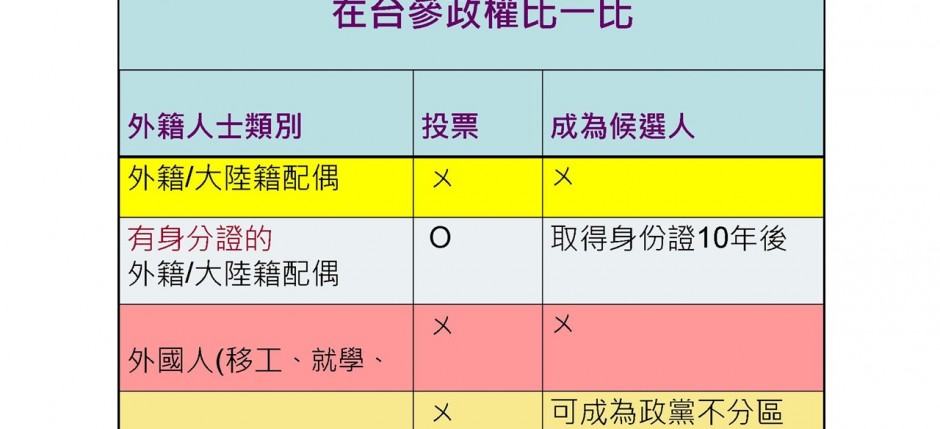 在台參政權比一比
外籍人士類別 投票 成為候選人
外籍/大陸籍配偶 ㄨ ㄨ
有身分證的 O 取得身份證10年後
外籍/大陸籍配偶
ㄨ ㄨ
外國人(移工、就學、
ㄨ 可成為政黨不分區